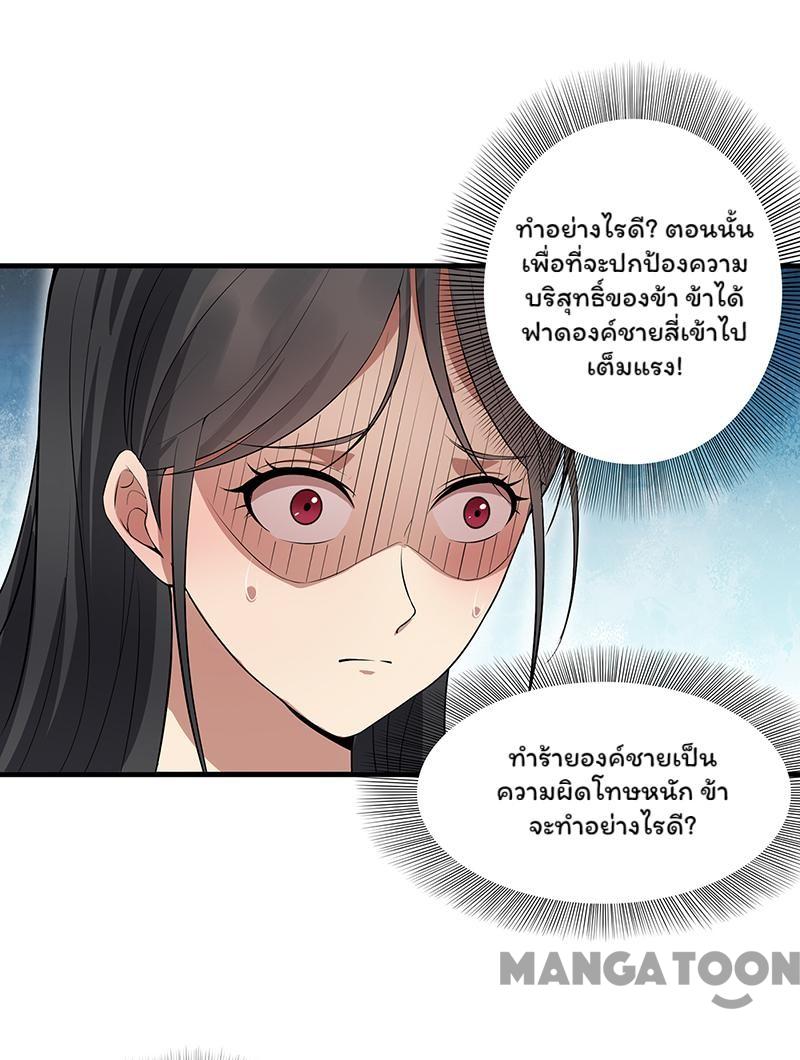 ทำอย่างไรดี? ตอนนั้น
เพื่อที่จะปกป้องความ
บริสุทธิ์ของข้า ข้าได้
ฟาดองค์ชายสี่เข้าไป
เต็มแรง!
ทำร้ายองค์ชายเป็น
ความผิดโทษหนัก ข้า
จะทำอย่างไรดี?
MANGATOON